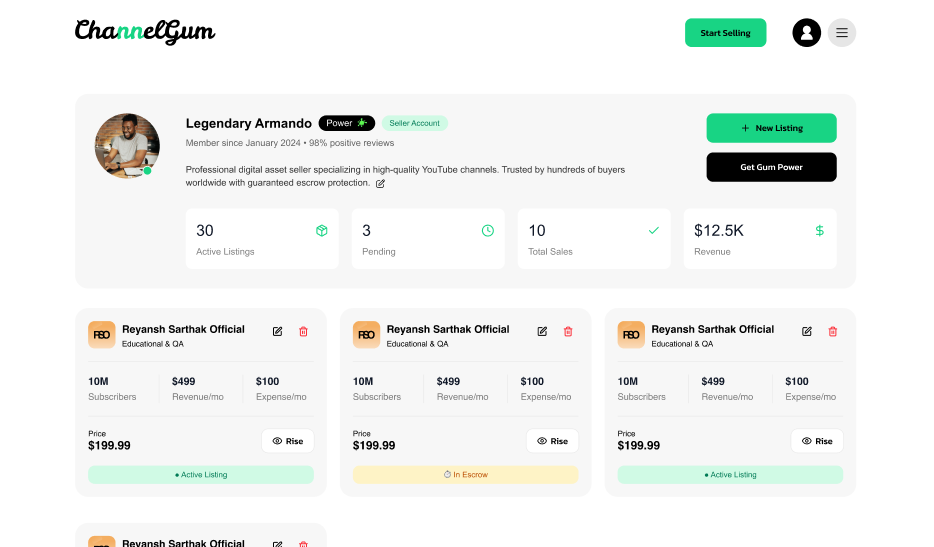 ChannelGum
Start Selling
Legendary Armando Power Seller Account
Member since January 2024 • 98% positive reviews
Professional digital asset seller specializing in high-quality YouTube channels. Trusted by hundreds of buyers
worldwide with guaranteed escrow protection.
+ New Listing
Get Gum Power
30
Active Listings
3
Pending
10
Total Sales
$12.5K
Revenue
RSO
Reyansh Sarthak Official
Educational & QA
10M $499 $100
Subscribers Revenue/mo Expense/mo
Price
$199.99
Rise
● Active Listing
RSO
Reyansh Sarthak Official
Educational & QA
10M $499 $100
Subscribers Revenue/mo Expense/mo
Price
$199.99
Rise
⏱ In Escrow
RSO
Reyansh Sarthak Official
Educational & QA
10M $499 $100
Subscribers Revenue/mo Expense/mo
Price
$199.99
Rise
● Active Listing
Reyansh Sarthak Official